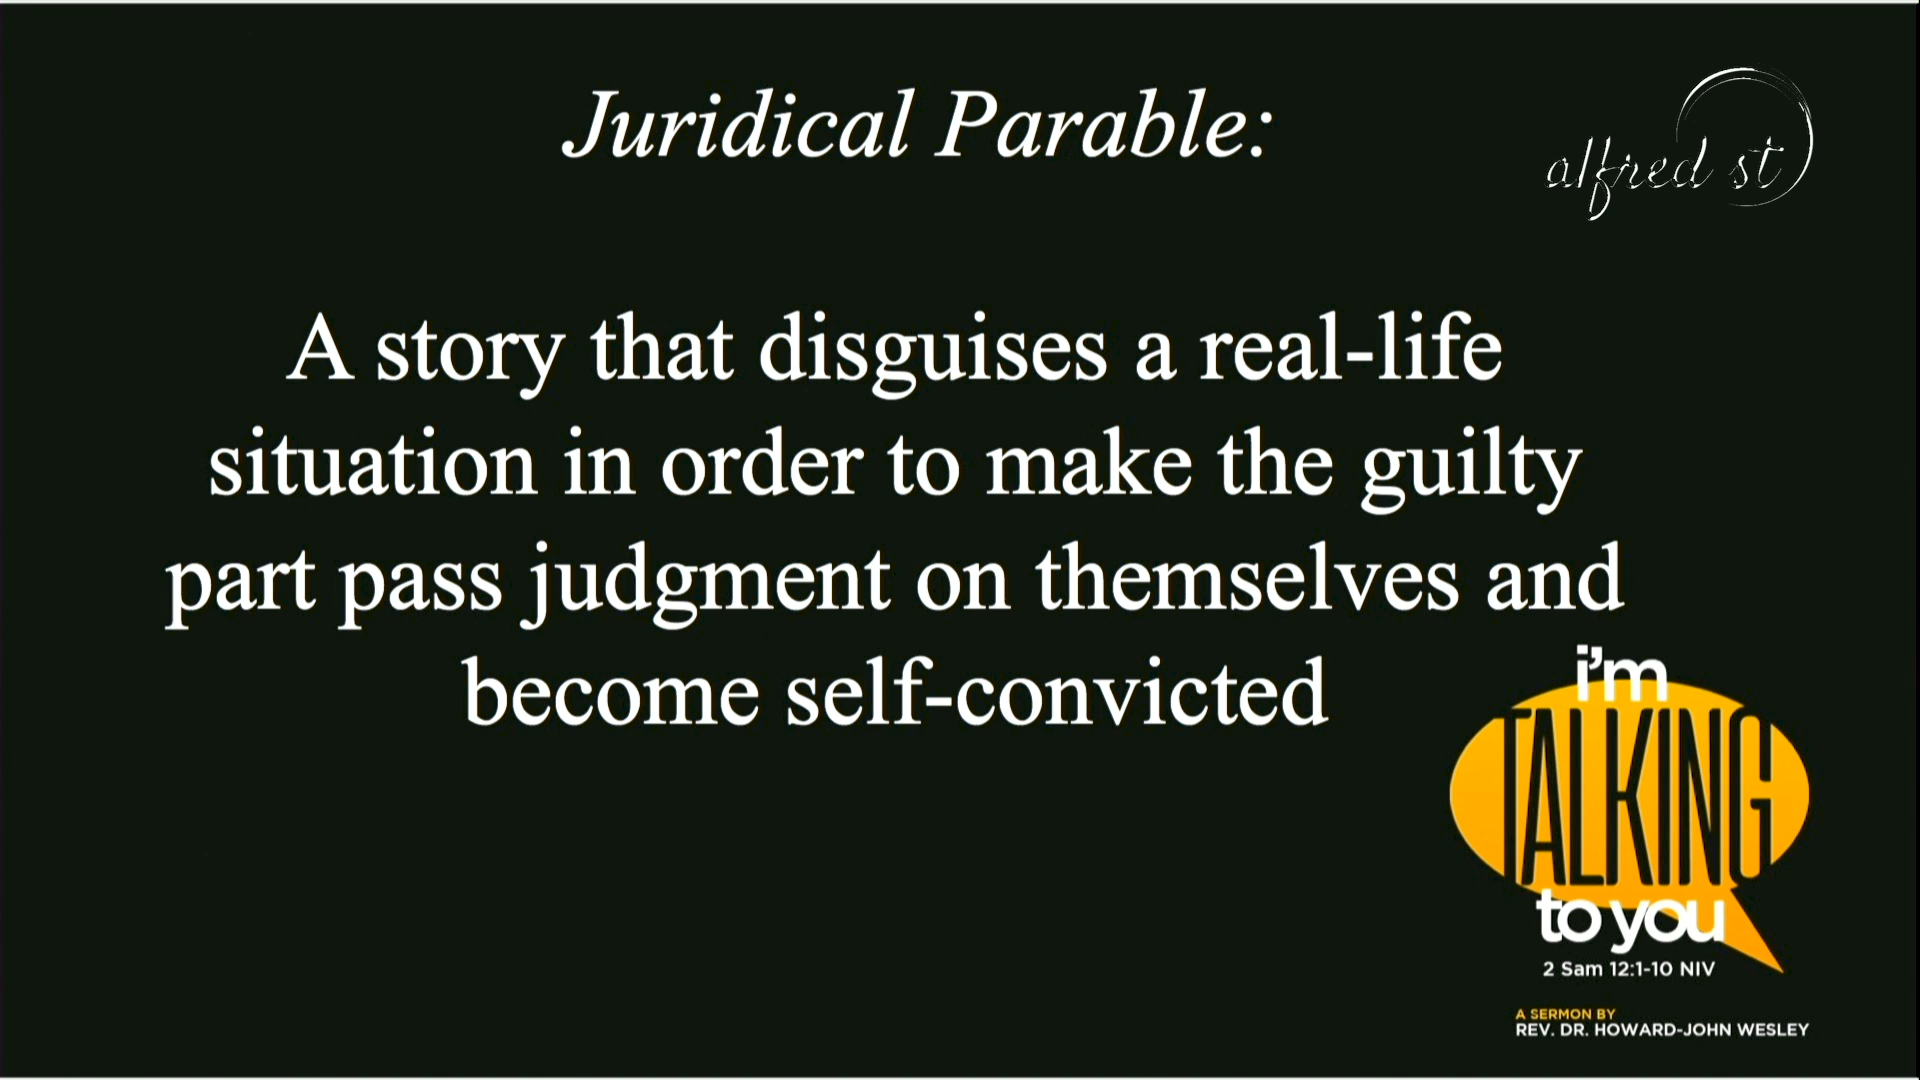 Juridical Parable:
alfred st
A story that disguises a real-life
situation in order to make the guilty
part pass judgment on themselves and
become self-convicted
i'm
TALKING
to you
2 Sam 12:1-10 NIV
A SERMON BY
REV. DR. HOWARD-JOHN WESLEY